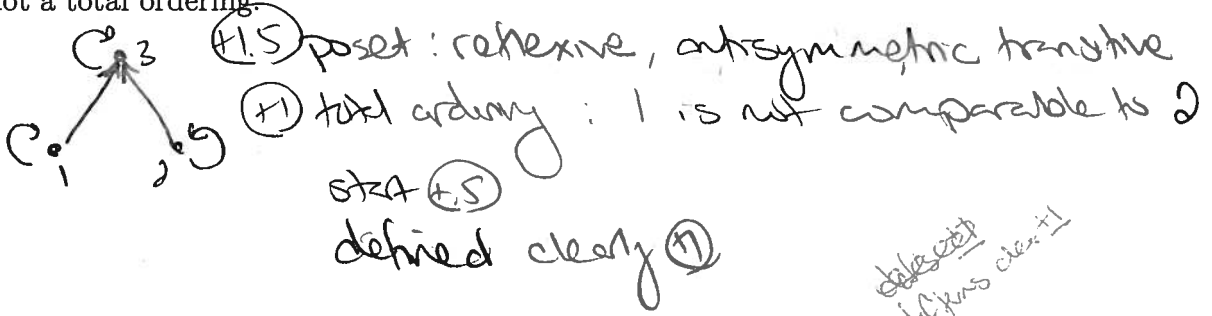 not a total ordering.
3 +1.5 poset : reflexive, antisymmetric transitive
+1 total ordering : 1 is not comparable to 2
1 2
start +.5
defined clearly +1
+1